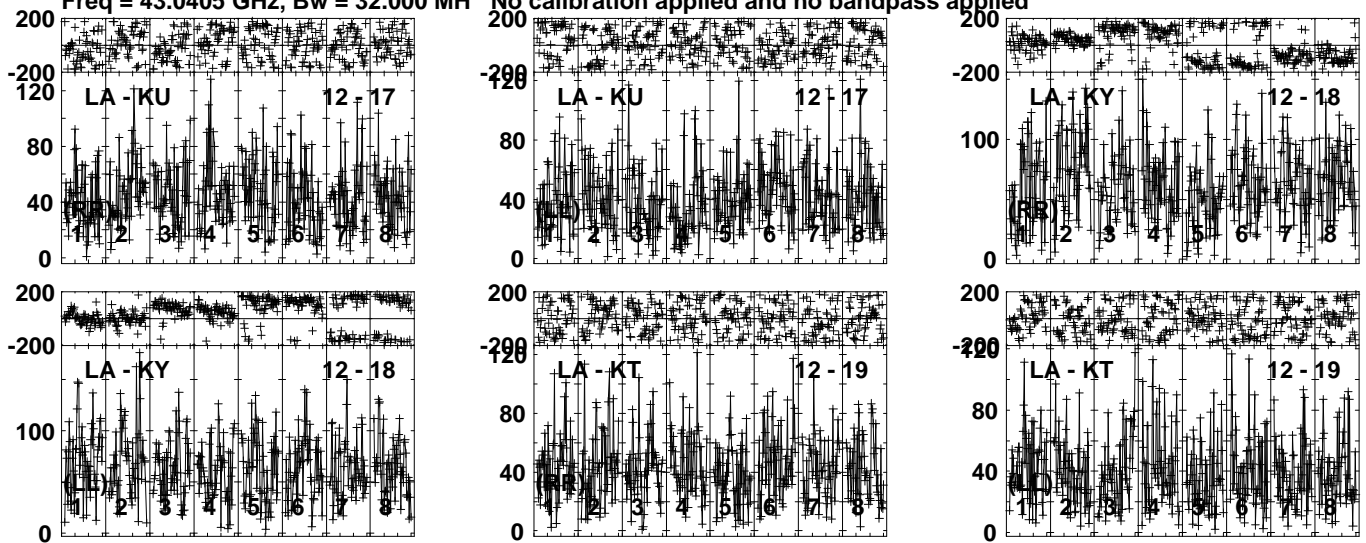 Freq = 43.0405 GHz, Bw = 32.000 MH No calibration applied and no bandpass applied
200
-200
120
80
40
0
LA - KU 12 - 17
(RR)
1 2 3 4 5 6 7 8
200
-200
120
80
40
0
LA - KU 12 - 17
(LL)
1 2 3 4 5 6 7 8
200
-200
100
0
LA - KY 12 - 18
(RR)
1 2 3 4 5 6 7 8
200
-200
100
0
LA - KY 12 - 18
(LL)
1 2 3 4 5 6 7 8
200
-200
120
80
40
0
LA - KT 12 - 19
(RR)
1 2 3 4 5 6 7 8
200
-200
120
80
40
0
LA - KT 12 - 19
(LL)
1 2 3 4 5 6 7 8